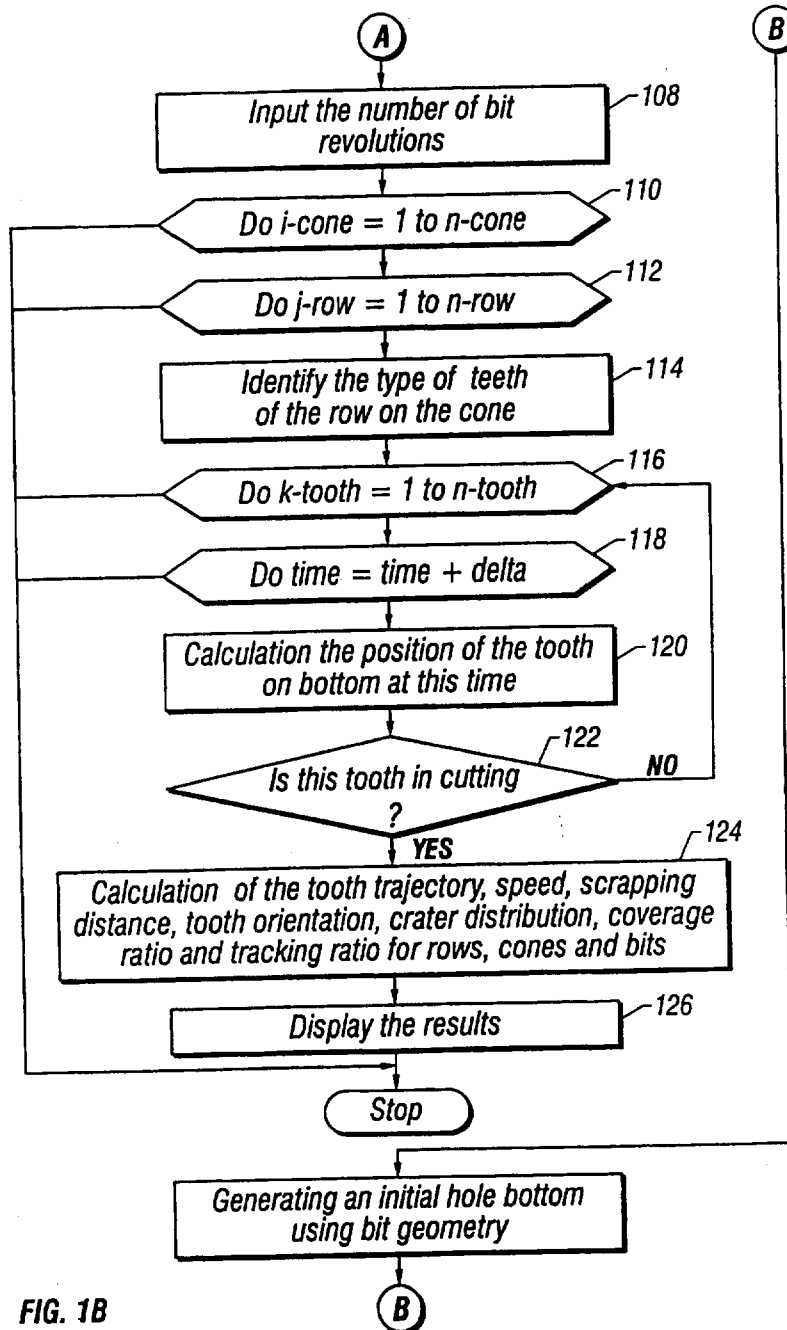 A
B
Input the number of bit
revolutions
108
Do i-cone = 1 to n-cone
110
Do j-row = 1 to n-row
112
Identify the type of teeth
of the row on the cone
114
Do k-tooth = 1 to n-tooth
116
Do time = time + delta
118
Calculation the position of the tooth
on bottom at this time
120
Is this tooth in cutting
?
122
NO
YES
124
Calculation of the tooth trajectory, speed, scrapping
distance, tooth orientation, crater distribution, coverage
ratio and tracking ratio for rows, cones and bits
Display the results
126
Stop
Generating an initial hole bottom
using bit geometry
B
FIG. 1B